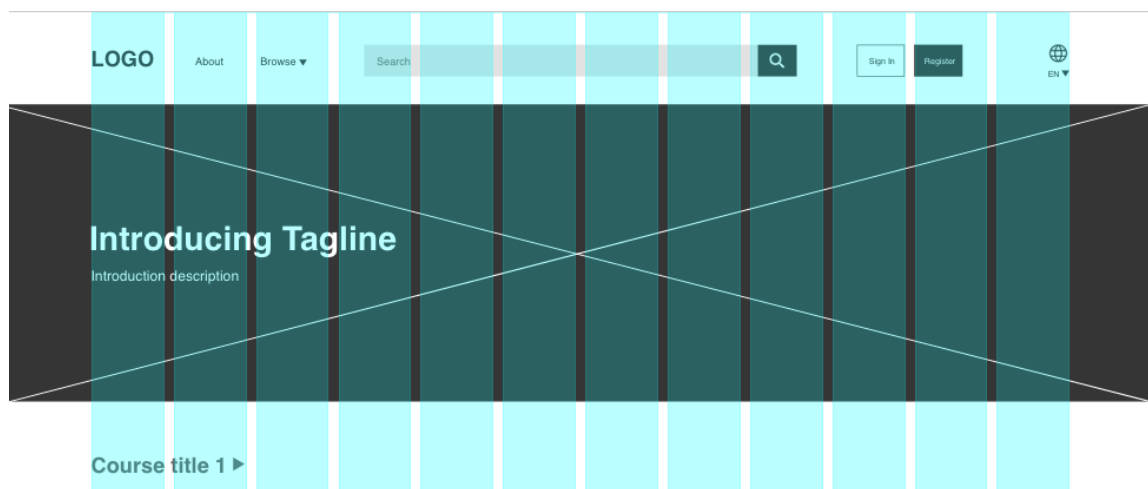 LOGO
About
Browse ▼
Search
Sign In
Register
EN ▼
Introducing Tagline
Introduction description
Course title 1 ▶